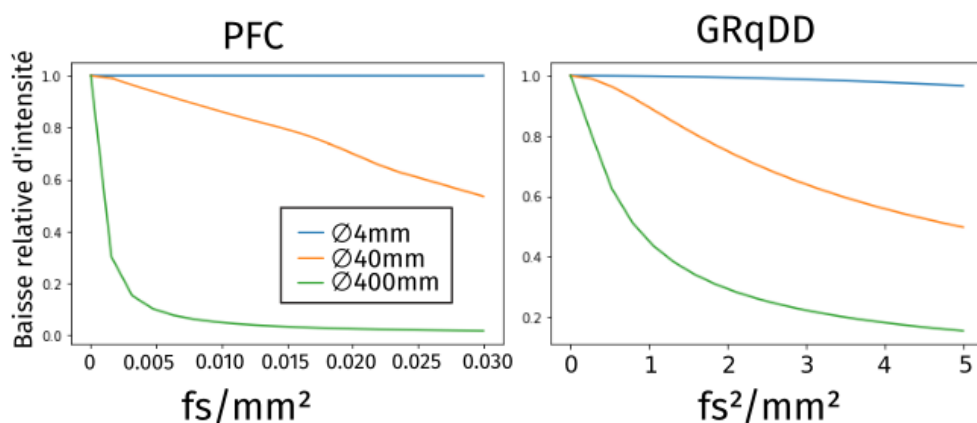 PFC
GRqDD
Baisse relative d'intensité
1.0
0.8
0.6
0.4
0.2
0.0
∅4mm
∅40mm
∅400mm
0 0.005 0.010 0.015 0.020 0.025 0.030
fs/mm²
1.0
0.8
0.6
0.4
0.2
0 1 2 3 4 5
fs²/mm²